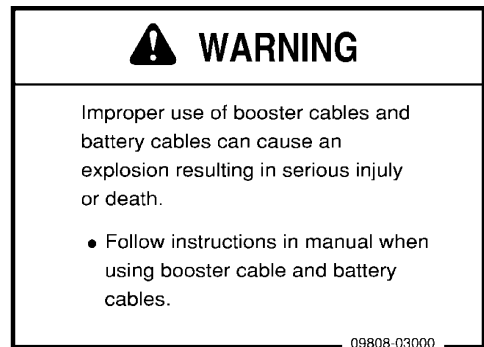 WARNING
Improper use of booster cables and
battery cables can cause an
explosion resulting in serious injuly
or death.
• Follow instructions in manual when
using booster cable and battery
cables.
09808-03000